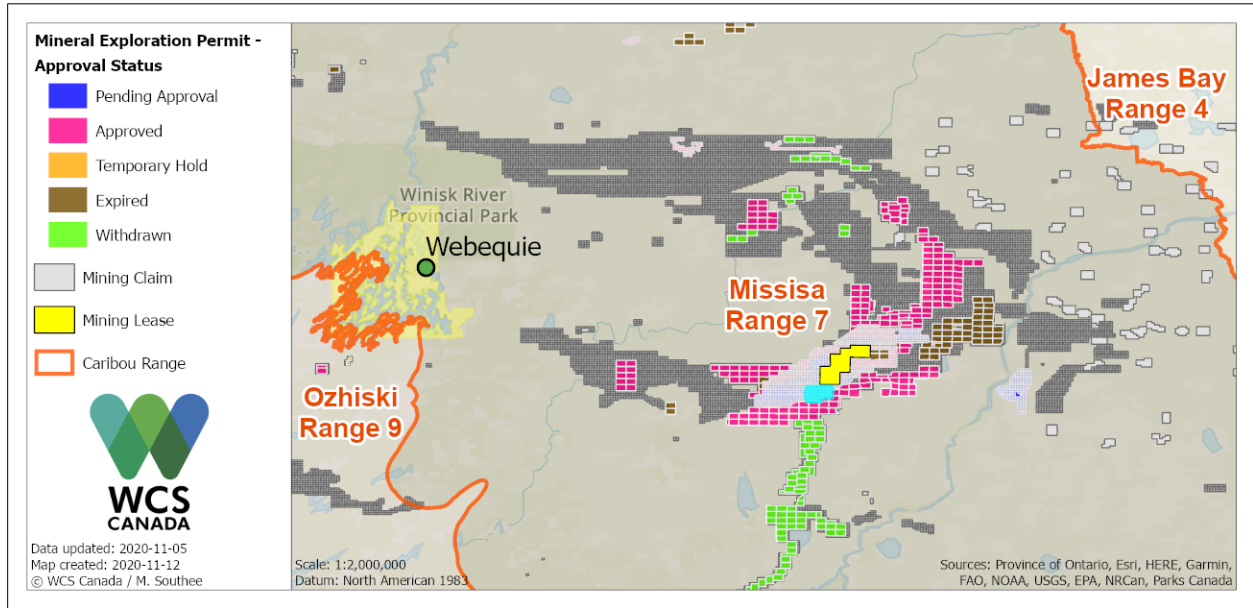 Mineral Exploration Permit -
Approval Status
Pending Approval
Approved
Temporary Hold
Expired
Withdrawn
Mining Claim
Mining Lease
Caribou Range
WCS
CANADA
Data updated: 2020-11-05
Map created: 2020-11-12
© WCS Canada / M. Southee
James Bay
Range 4
Winisk River
Provincial Park
Webequie
Missisa
Range 7
Ozhiski
Range 9
Scale: 1:2,000,000
Datum: North American 1983
Sources: Province of Ontario, Esri, HERE, Garmin,
FAO, NOAA, USGS, EPA, NRCan, Parks Canada